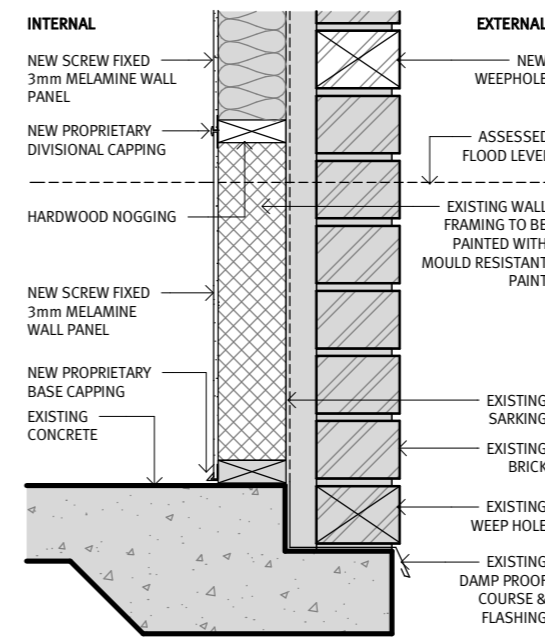 INTERNAL
NEW SCREW FIXED
3mm MELAMINE WALL
PANEL
NEW PROPRIETARY
DIVISIONAL CAPPING
HARDWOOD NOGGING
NEW SCREW FIXED
3mm MELAMINE
WALL PANEL
NEW PROPRIETARY
BASE CAPPING
EXISTING
CONCRETE
EXTERNAL
NEW
WEEPHOLE
ASSESSED
FLOOD LEVEL
EXISTING WALL
FRAMING TO BE
PAINTED WITH
MOULD RESISTANT
PAINT
EXISTING
SARKING
EXISTING
BRICK
EXISTING
WEEP HOLE
EXISTING
DAMP PROOF
COURSE &
FLASHING